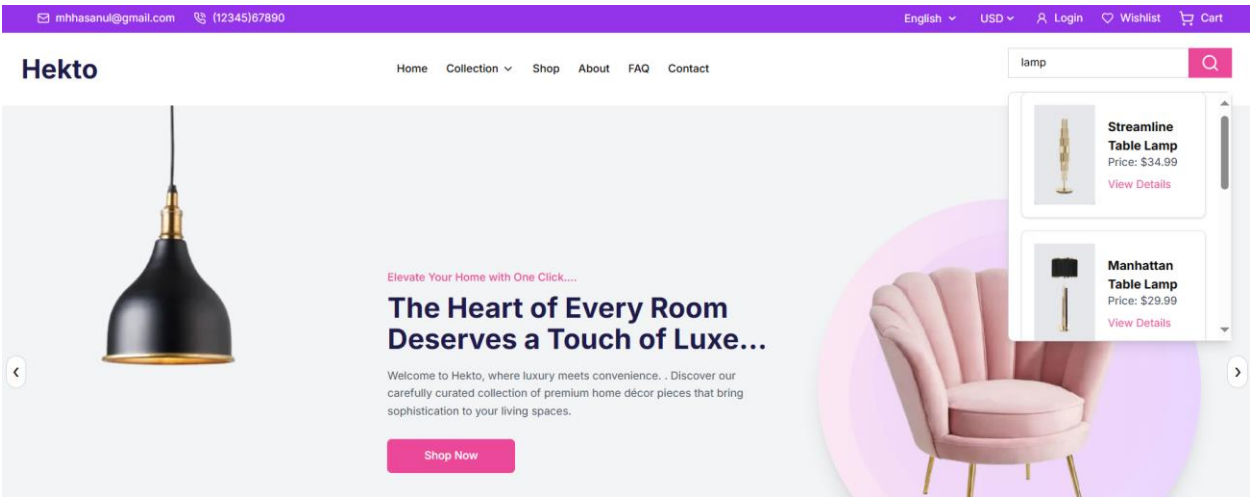 mhhasanul@gmail.com (12345)67890 English USD Login Wishlist Cart
Hekto Home Collection Shop About FAQ Contact lamp
Streamline
Table Lamp
Price: $34.99
View Details
Manhattan
Table Lamp
Price: $29.99
View Details
Elevate Your Home with One Click....
The Heart of Every Room
Deserves a Touch of Luxe...
Welcome to Hekto, where luxury meets convenience. . Discover our
carefully curated collection of premium home décor pieces that bring
sophistication to your living spaces.
Shop Now